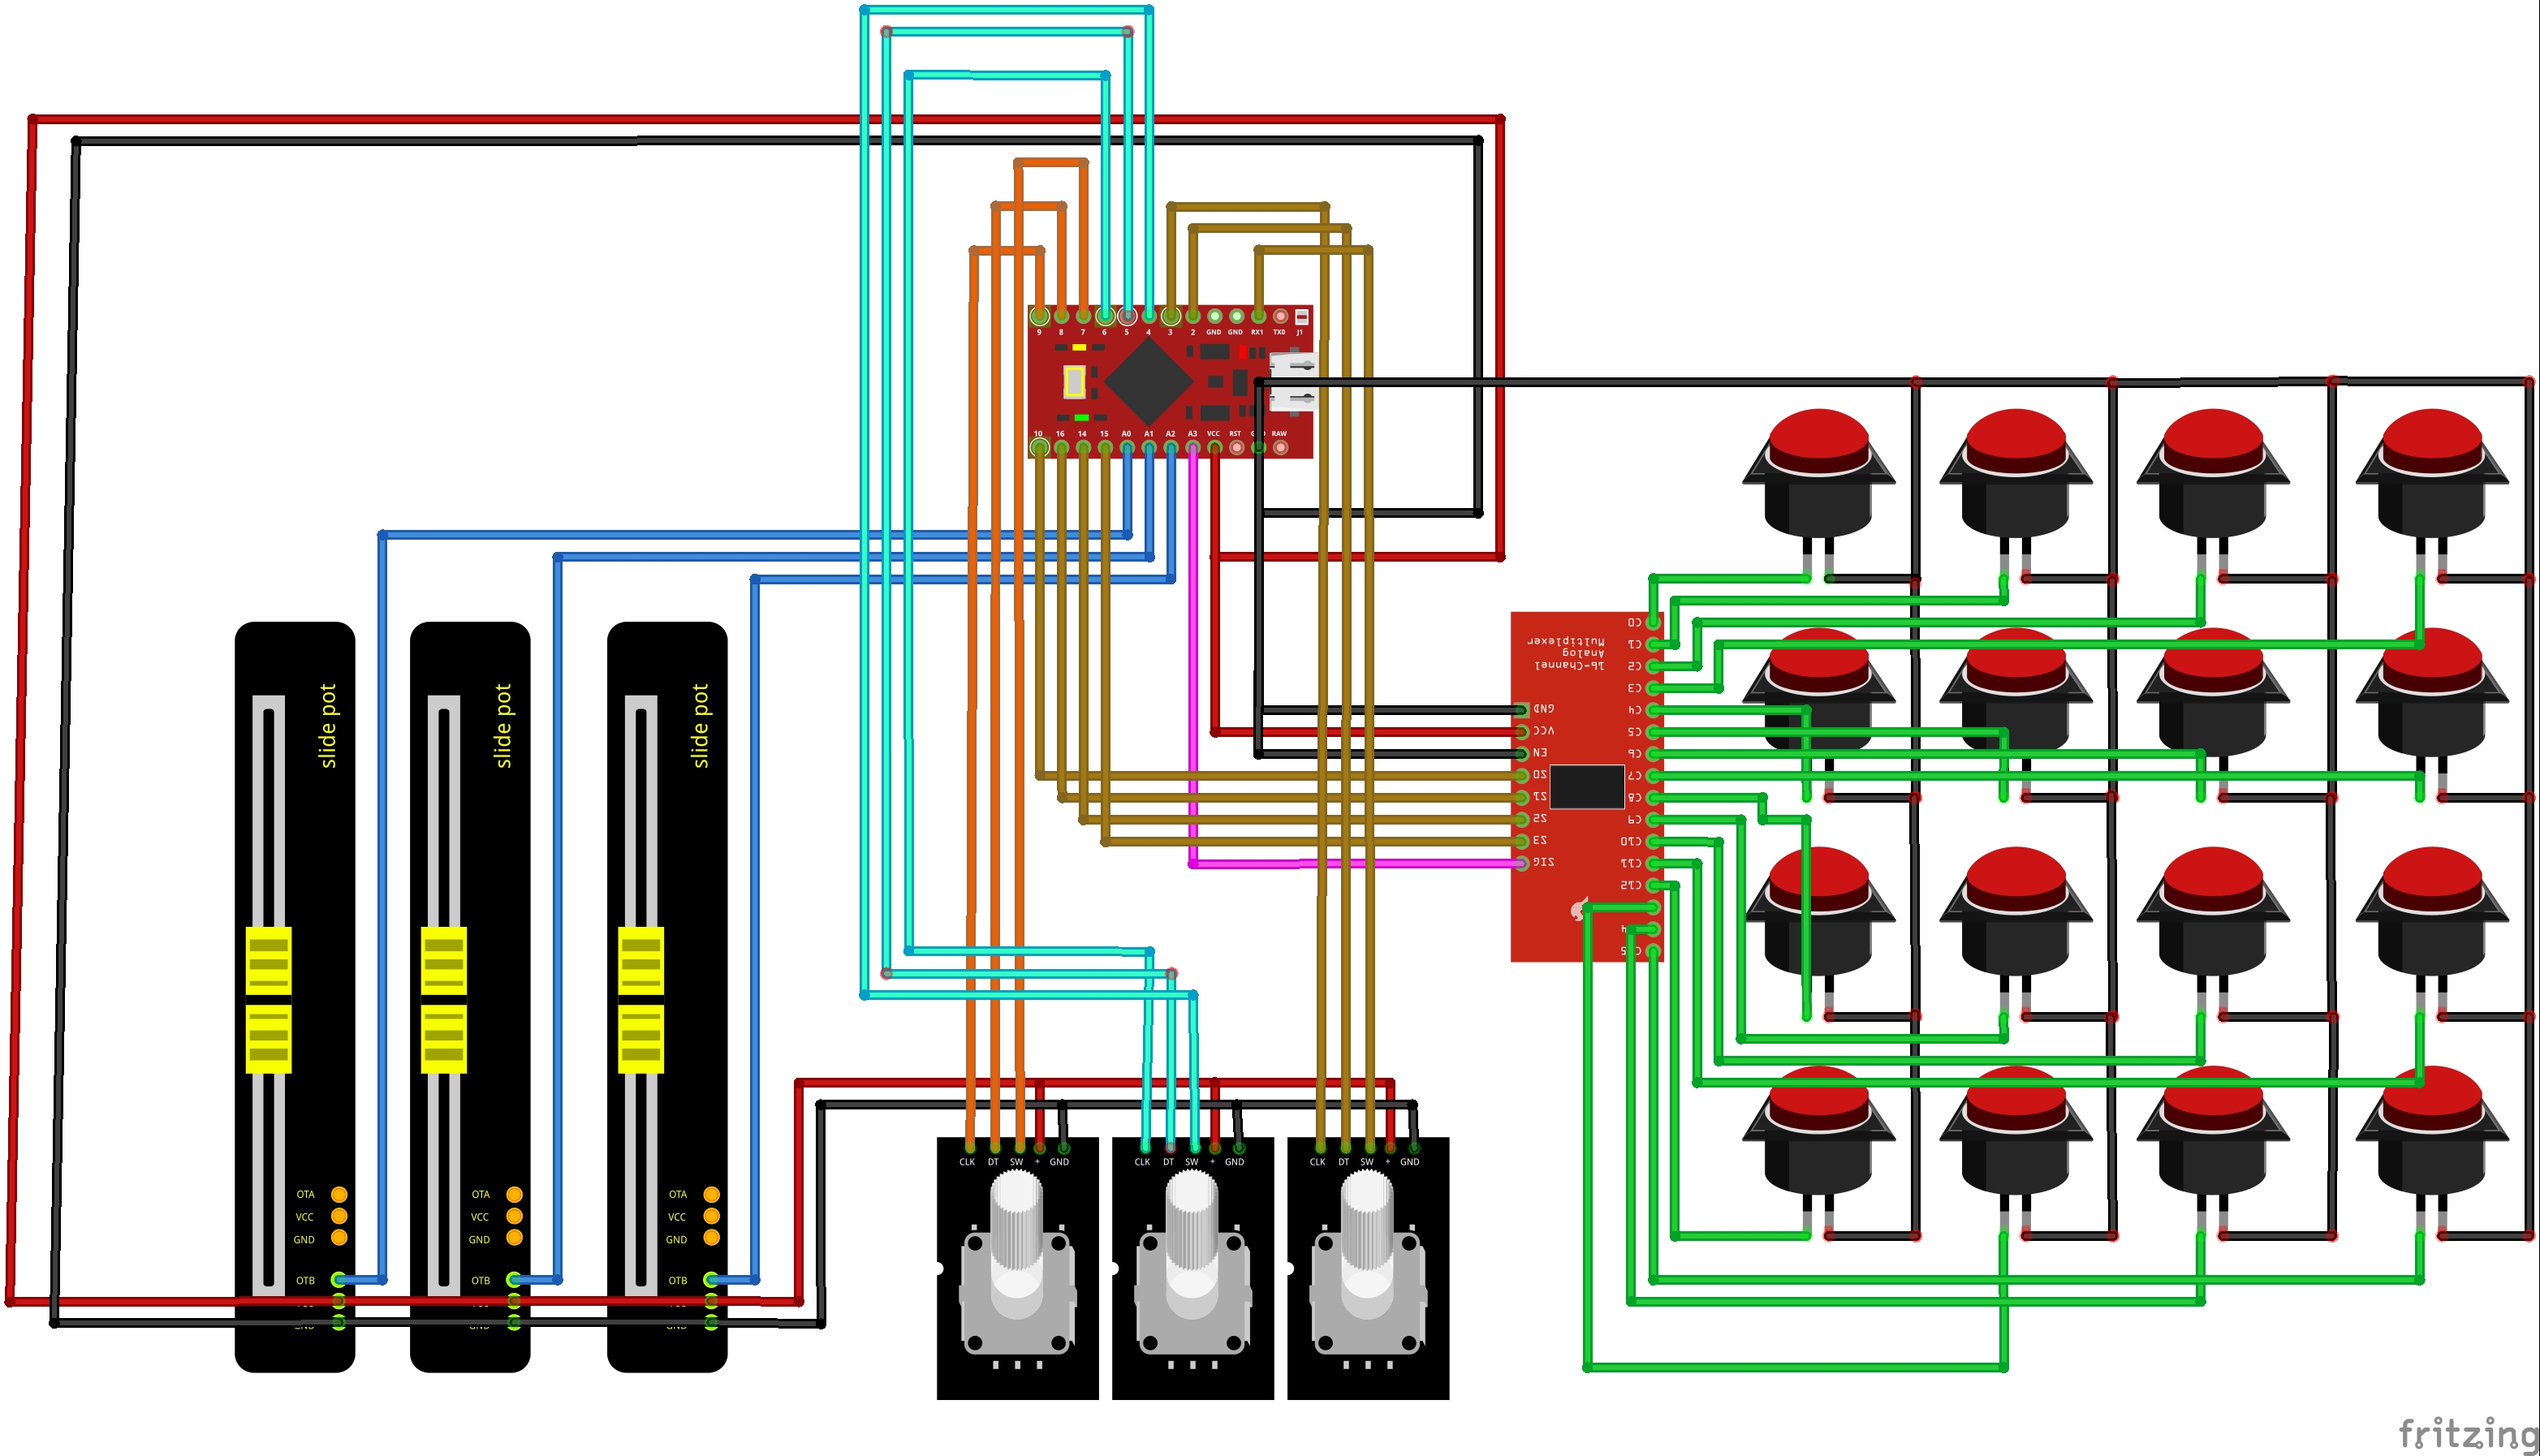 9 8 7 6 5 4 3 2 GND GND RX1 TX0 J1
10 16 14 15 A0 A1 A2 A3 VCC RST RAW
slide pot
slide pot
slide pot
16-Channel
Analog
Multiplexer
GND
VCC
EN
S0
S1
S2
S3
SIG
C0
C1
C2
C3
C4
C5
C6
C7
C8
C9
C10
C11
C12
OTA
VCC
GND
OTB
GND
OTA
VCC
GND
OTB
GND
OTA
VCC
GND
OTB
GND
CLK DT SW + GND
CLK DT SW + GND
CLK DT SW + GND
fritzing